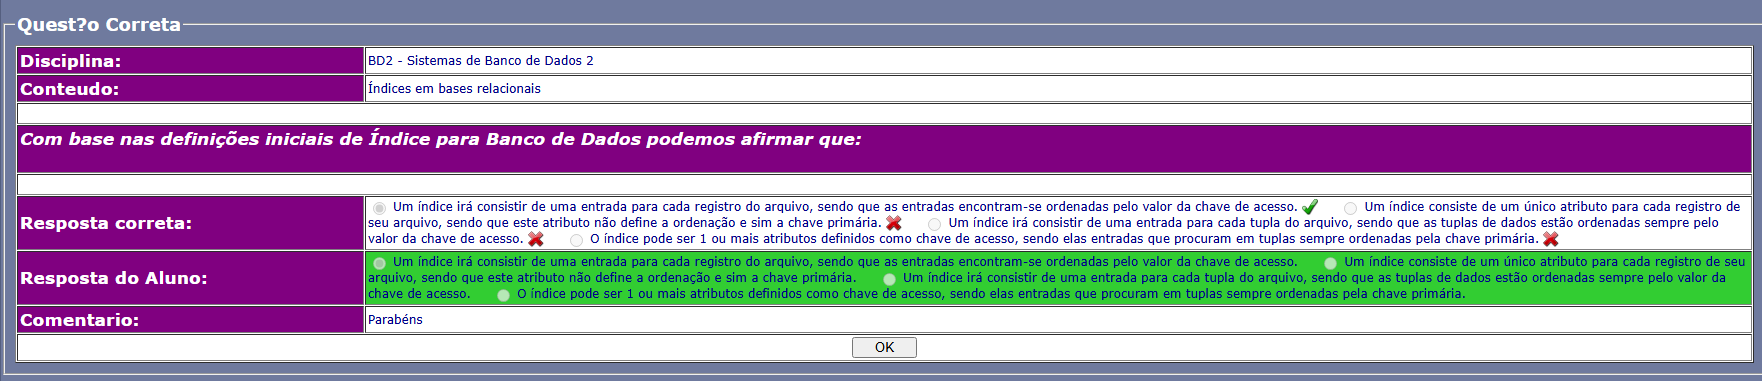 Quest?o Correta
Disciplina: BD2 - Sistemas de Banco de Dados 2
Conteudo: Índices em bases relacionais
Com base nas definições iniciais de Índice para Banco de Dados podemos afirmar que:
Resposta correta:
Um índice irá consistir de uma entrada para cada registro do arquivo, sendo que as entradas encontram-se ordenadas pelo valor da chave de acesso. Um índice consiste de um único atributo para cada registro de
seu arquivo, sendo que este atributo não define a ordenação e sim a chave primária. Um índice irá consistir de uma entrada para cada tupla do arquivo, sendo que as tuplas de dados estão ordenadas sempre pelo
valor da chave de acesso. O índice pode ser 1 ou mais atributos definidos como chave de acesso, sendo elas entradas que procuram em tuplas sempre ordenadas pela chave primária.
Resposta do Aluno:
Um índice irá consistir de uma entrada para cada registro do arquivo, sendo que as entradas encontram-se ordenadas pelo valor da chave de acesso. Um índice consiste de um único atributo para cada registro de seu
arquivo, sendo que este atributo não define a ordenação e sim a chave primária. Um índice irá consistir de uma entrada para cada tupla do arquivo, sendo que as tuplas de dados estão ordenadas sempre pelo valor da
chave de acesso. O índice pode ser 1 ou mais atributos definidos como chave de acesso, sendo elas entradas que procuram em tuplas sempre ordenadas pela chave primária.
Comentario: Parabéns
OK